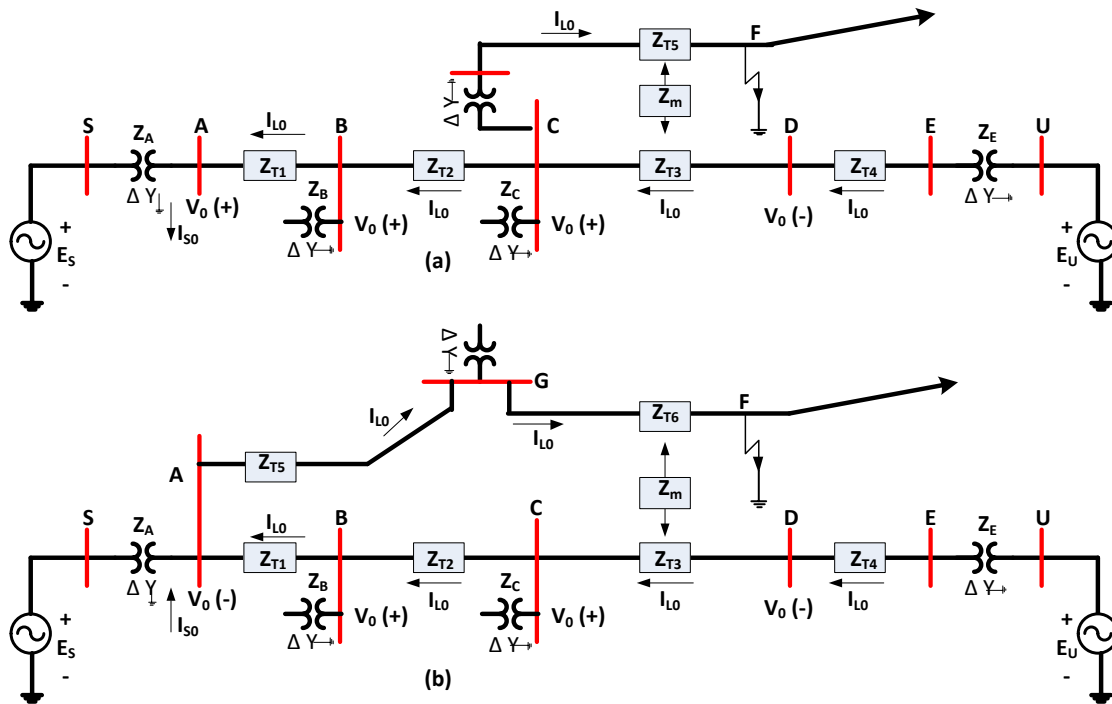 I_L0 Z_T5 F
Z_m
Δ Y
S Z_A A I_L0 B C D E Z_E U
Z_T1 Z_T2 Z_T3 Z_T4
Δ Y I_S0 V_0 (+) Z_B V_0 (+) I_L0 Z_C V_0 (+) I_L0 V_0 (-) I_L0 Δ Y
Δ Y Δ Y
+ E_S - + E_U -
(a)
Δ Y
G
I_L0 I_L0 Z_T6 F
A Z_T5
Z_m
S Z_A I_L0 B C D E Z_E U
Z_T1 Z_T2 Z_T3 Z_T4
Δ Y I_S0 V_0 (-) Z_B V_0 (+) I_L0 Z_C V_0 (+) I_L0 V_0 (-) I_L0 Δ Y
Δ Y Δ Y
+ E_S - + E_U -
(b)